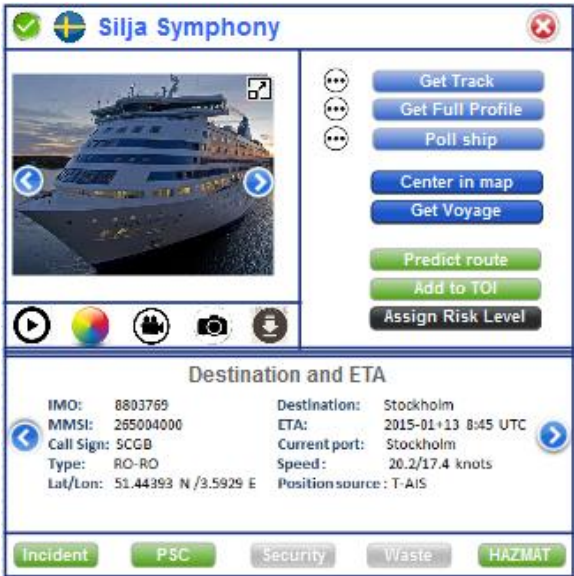 Silja Symphony
Get Track
Get Full Profile
Poll ship
Center in map
Get Voyage
Predict route
Add to TOI
Assign Risk Level
Destination and ETA
IMO: 8803769 Destination: Stockholm
MMSI: 265004000 ETA: 2015-01+13 8:45 UTC
Call Sign: SCGB Current port: Stockholm
Type: RO-RO Speed: 20.2/17.4 knots
Lat/Lon: 51.44393 N /3.5929 E Position source : T-AIS
Incident PSC Security Waste HAZMAT